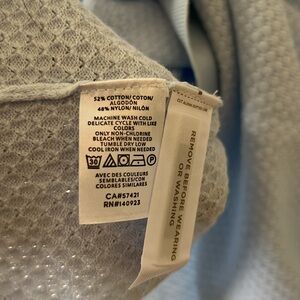 52% COTTON/COTON/
ALGODÓN
48% NYLON/NILÓN
MACHINE WASH COLD
DELICATE CYCLE WITH LIKE
COLORS
ONLY NON-CHLORINE
BLEACH WHEN NEEDED
TUMBLE DRY LOW
COOL IRON WHEN NEEDED
30
P
AVEC DES COULEURS
SEMBLABLES/CON
COLORES SIMILARES
CA#57421
RN#140923
REMOVE BEFORE WEARING
OR WASHING